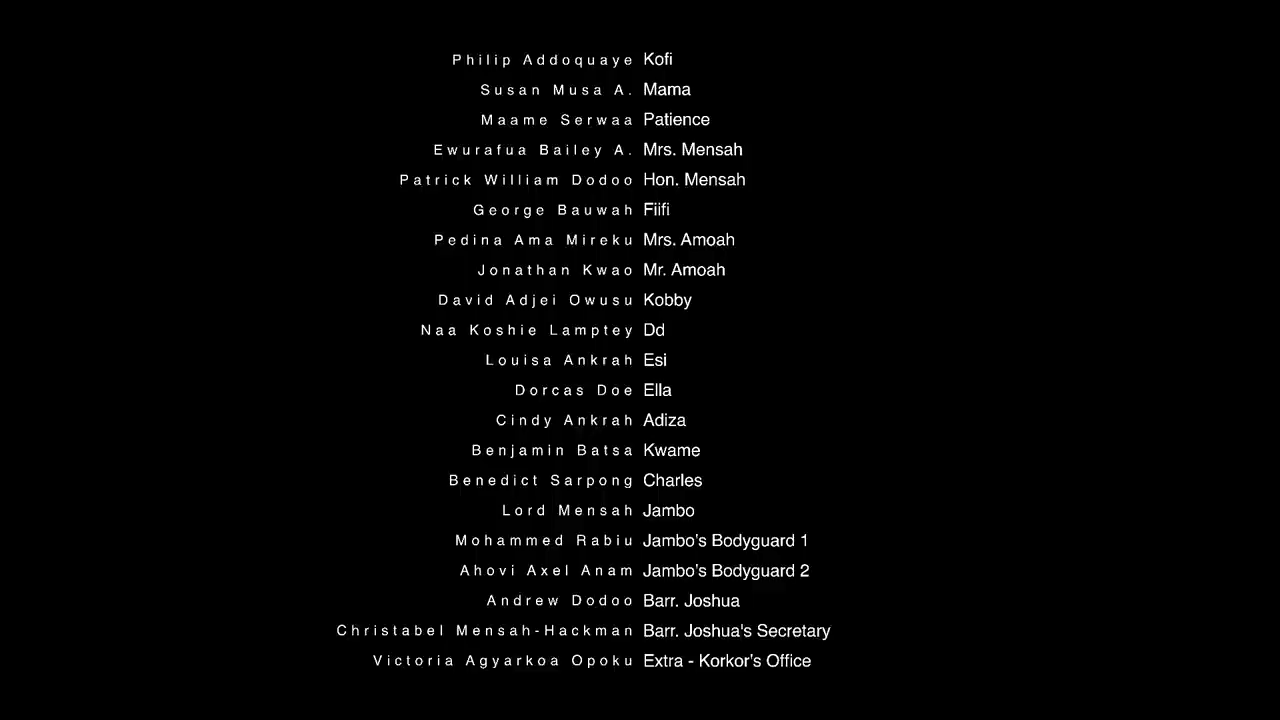 Philip Addoquaye Kofi
Susan Musa A. Mama
Maame Serwaa Patience
Ewurafua Bailey A. Mrs. Mensah
Patrick William Dodoo Hon. Mensah
George Bauwah Fiifi
Pedina Ama Mireku Mrs. Amoah
Jonathan Kwao Mr. Amoah
David Adjei Owusu Kobby
Naa Koshie Lamptey Dd
Louisa Ankrah Esi
Dorcas Doe Ella
Cindy Ankrah Adiza
Benjamin Batsa Kwame
Benedict Sarpong Charles
Lord Mensah Jambo
Mohammed Rabiu Jambo's Bodyguard 1
Ahovi Axel Anam Jambo's Bodyguard 2
Andrew Dodoo Barr. Joshua
Christabel Mensah-Hackman Barr. Joshua's Secretary
Victoria Agyarkoa Opoku Extra - Korkor's Office